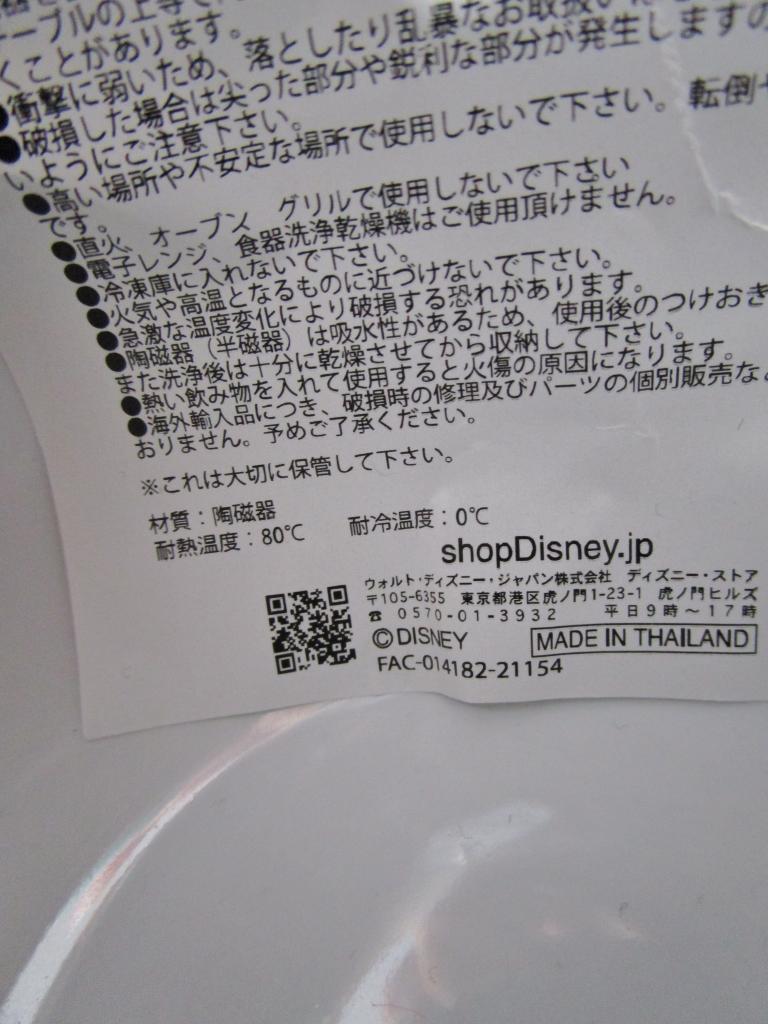 ーブルの上等で
くことがあります。
●衝撃に弱いため、落としたり乱暴なお取扱いは
●破損した場合は尖った部分や鋭利な部分が発生しますの
いようにご注意下さい。
●高い場所や不安定な場所で使用しないで下さい。転倒や
です。
●直火、オーブン グリルで使用しないで下さい
●電子レンジ、食器洗浄乾燥機はご使用頂けません。
●冷凍庫に入れないで下さい。
●火気や高温となるものに近づけないで下さい。
●急激な温度変化により破損する恐れがあります。
●陶磁器（半磁器）は吸水性があるため、使用後のつけおき
また洗浄後は十分に乾燥させてから収納して下さい。
●熱い飲み物を入れて使用すると火傷の原因になります。
●海外輸入品につき、破損時の修理及びパーツの個別販売な
おりません。予めご了承ください。
※これは大切に保管して下さい。
材質：陶磁器
耐熱温度：80℃ 耐冷温度：0℃
shopDisney.jp
ウォルト・ディズニー・ジャパン株式会社 ディズニー・ストア
〒105-6355 東京都港区虎ノ門1-23-1 虎ノ門ヒルズ
☎ 0570-01-3932 平日9時～17時
©DISNEY MADE IN THAILAND
FAC-014182-21154